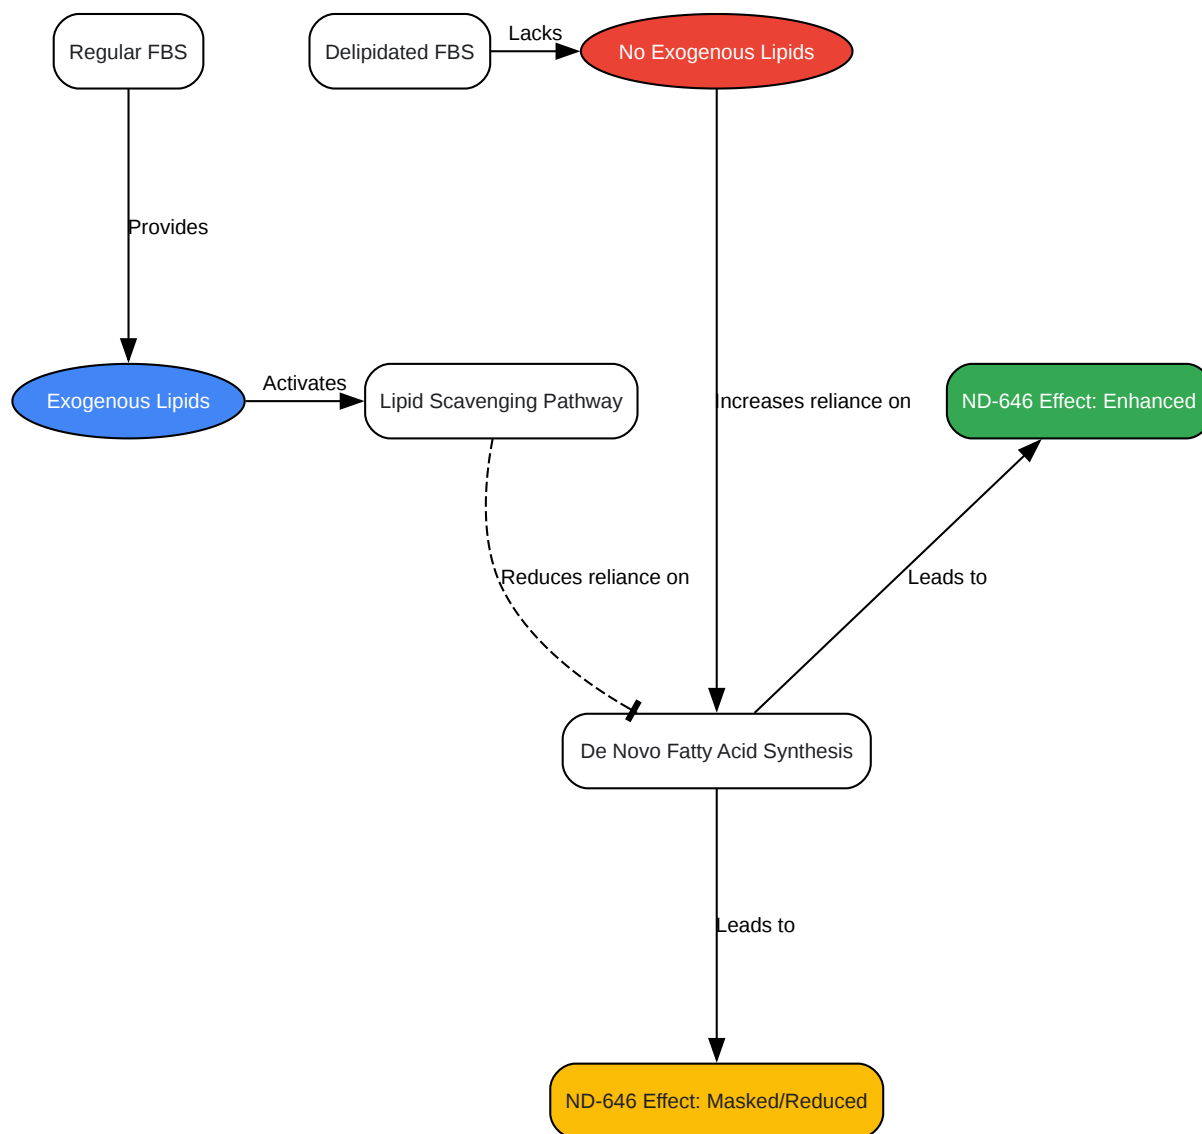 Regular FBS
Delipidated FBS
Lacks
No Exogenous Lipids
Provides
Exogenous Lipids
Activates
Lipid Scavenging Pathway
Increases reliance on
ND-646 Effect: Enhanced
Reduces reliance on
Leads to
De Novo Fatty Acid Synthesis
Leads to
ND-646 Effect: Masked/Reduced